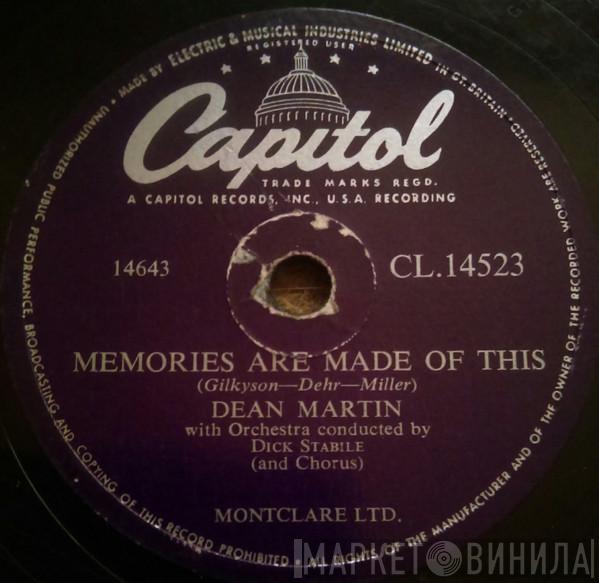 MADE BY ELECTRIC & MUSICAL INDUSTRIES LIMITED IN GT. BRITAIN
REGISTERED USER
Capitol
TRADE MARKS REGD.
A CAPITOL RECORDS, INC., U.S.A. RECORDING
14643
CL.14523
MEMORIES ARE MADE OF THIS
(Gilkyson—Dehr—Miller)
DEAN MARTIN
with Orchestra conducted by
DICK STABILE
(and Chorus)
MONTCLARE LTD.
ALL RIGHTS OF THE MANUFACTURER AND OF THE OWNER OF THE RECORDED WORK ARE RESERVED.
UNAUTHORIZED PUBLIC PERFORMANCE, BROADCASTING AND COPYING OF THIS RECORD PROHIBITED
МАРКЕТ ВИНИЛА